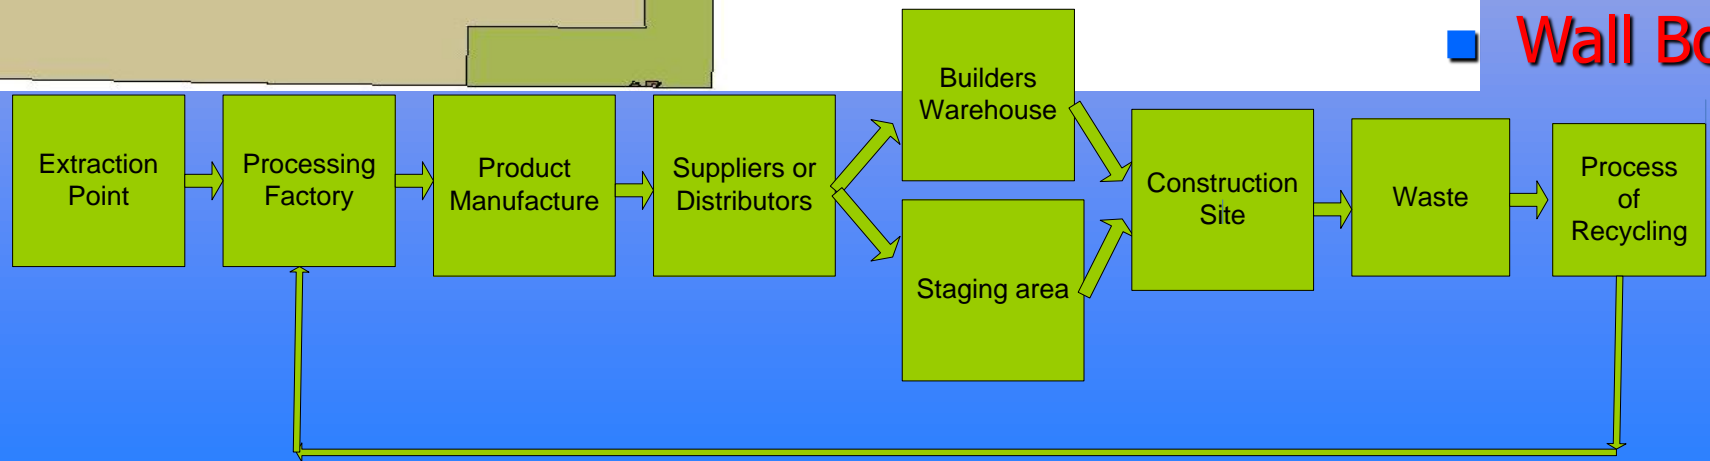 Wall Bo
Extraction
Point
Processing
Factory
Product
Manufacture
Suppliers or
Distributors
Builders
Warehouse
Staging area
Construction
Site
Waste
Process
of
Recycling